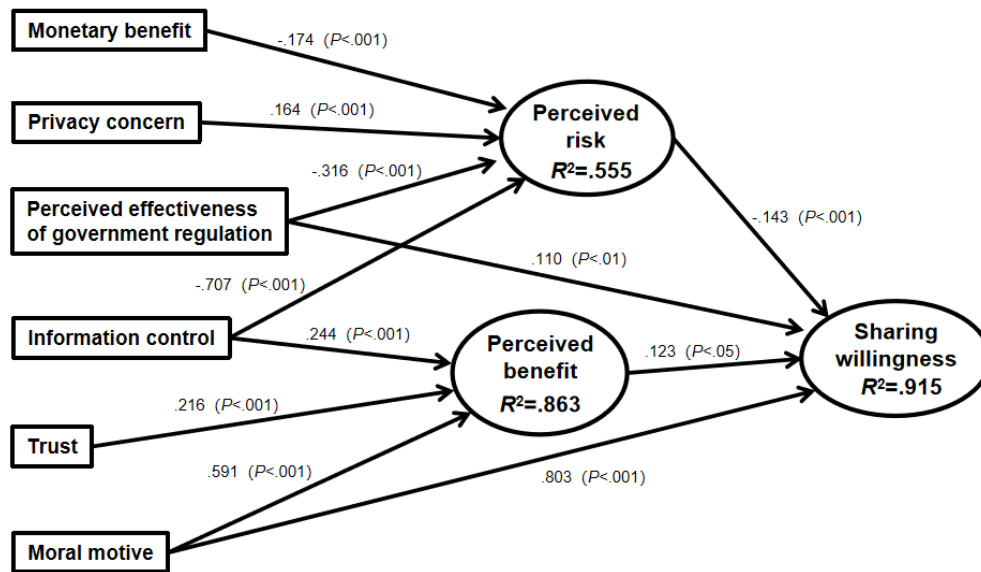 Monetary benefit
-.174 (P<.001)
Privacy concern
.164 (P<.001)
Perceived
risk
R²=.555
-.316 (P<.001)
Perceived effectiveness
of government regulation
-.143 (P<.001)
.110 (P<.01)
-.707 (P<.001)
Information control
.244 (P<.001)
Perceived
benefit
R²=.863
.123 (P<.05)
Sharing
willingness
R²=.915
.216 (P<.001)
Trust
.591 (P<.001)
.803 (P<.001)
Moral motive